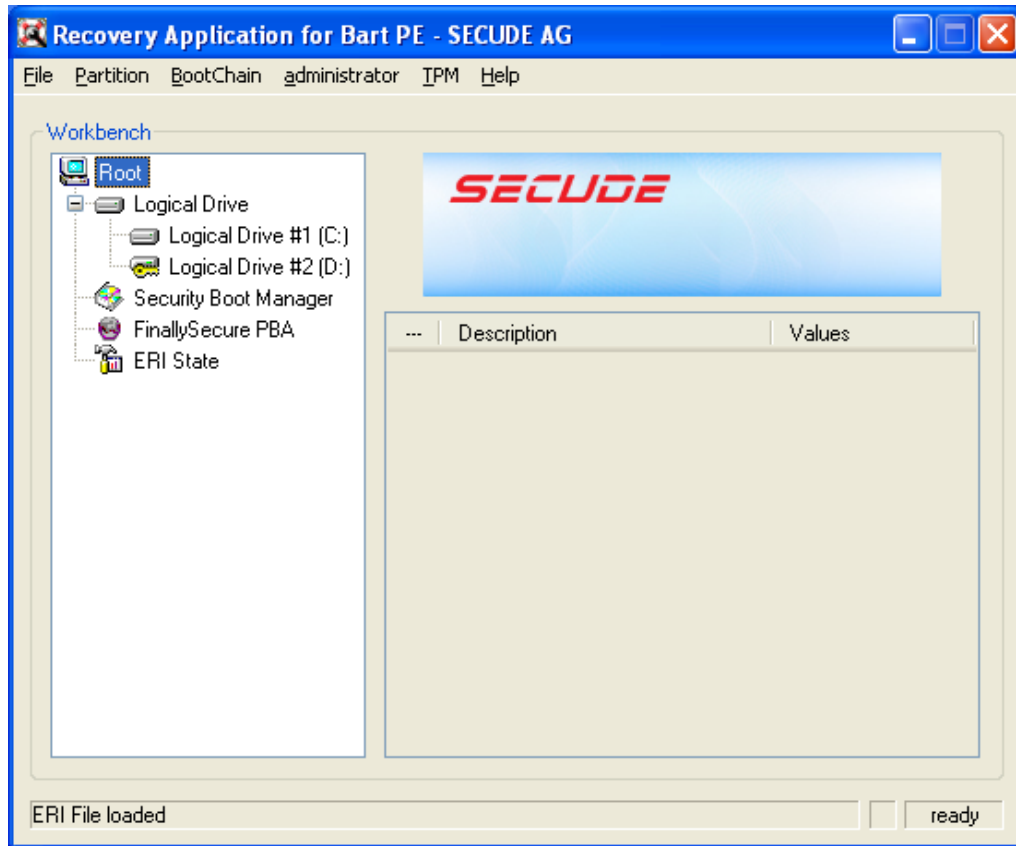 Recovery Application for Bart PE - SECUDE AG
File Partition BootChain administrator TPM Help
Workbench
Root
Logical Drive
Logical Drive #1 (C:)
Logical Drive #2 (D:)
Security Boot Manager
FinallySecure PBA
ERI State
SECUDE
--- Description Values
ERI File loaded ready